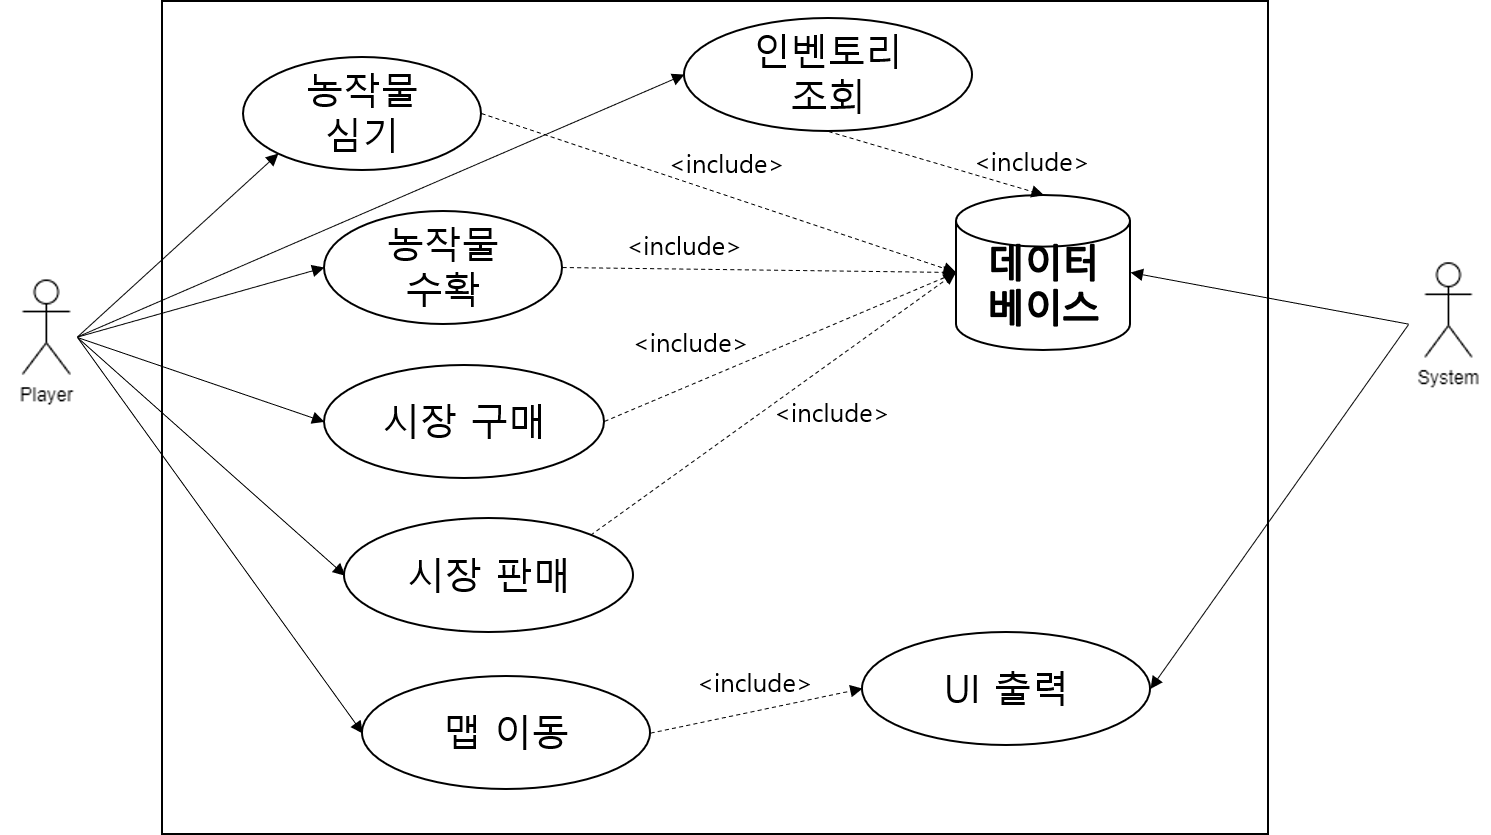 농작물
심기
인벤토리
조회
<include>
<include>
농작물
수확
<include>
데이터
베이스
Player
System
<include>
시장 구매
<include>
시장 판매
<include>
UI 출력
맵 이동